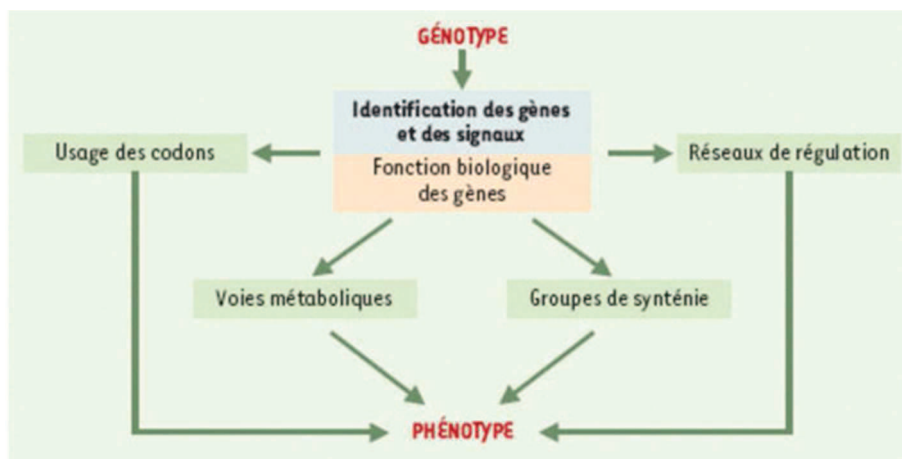 GÉNOTYPE
Identification des gènes
et des signaux
Usage des codons
Fonction biologique
des gènes
Réseaux de régulation
Voies métaboliques
Groupes de synténie
PHÉNOTYPE